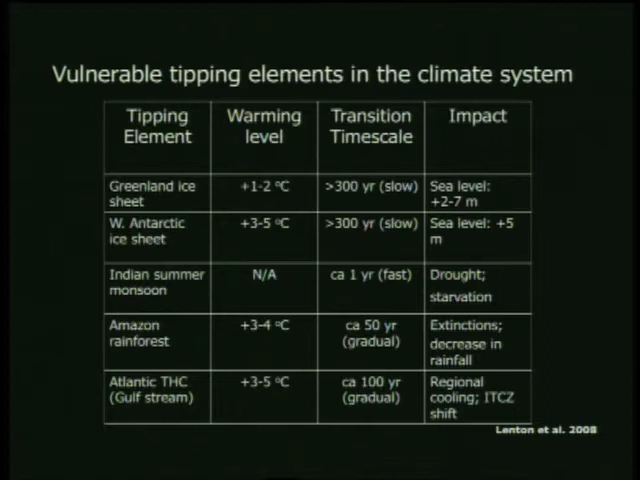 Vulnerable tipping elements in the climate system
Tipping Element
Warming level
Transition Timescale
Impact
Greenland ice sheet
+1-2 °C
>300 yr (slow)
Sea level: +2-7 m
W. Antarctic ice sheet
+3-5 °C
>300 yr (slow)
Sea level: +5 m
Indian summer monsoon
N/A
ca 1 yr (fast)
Drought; starvation
Amazon rainforest
+3-4 °C
ca 50 yr (gradual)
Extinctions; decrease in rainfall
Atlantic THC (Gulf stream)
+3-5 °C
ca 100 yr (gradual)
Regional cooling; ITCZ shift
Lenton et al. 2008